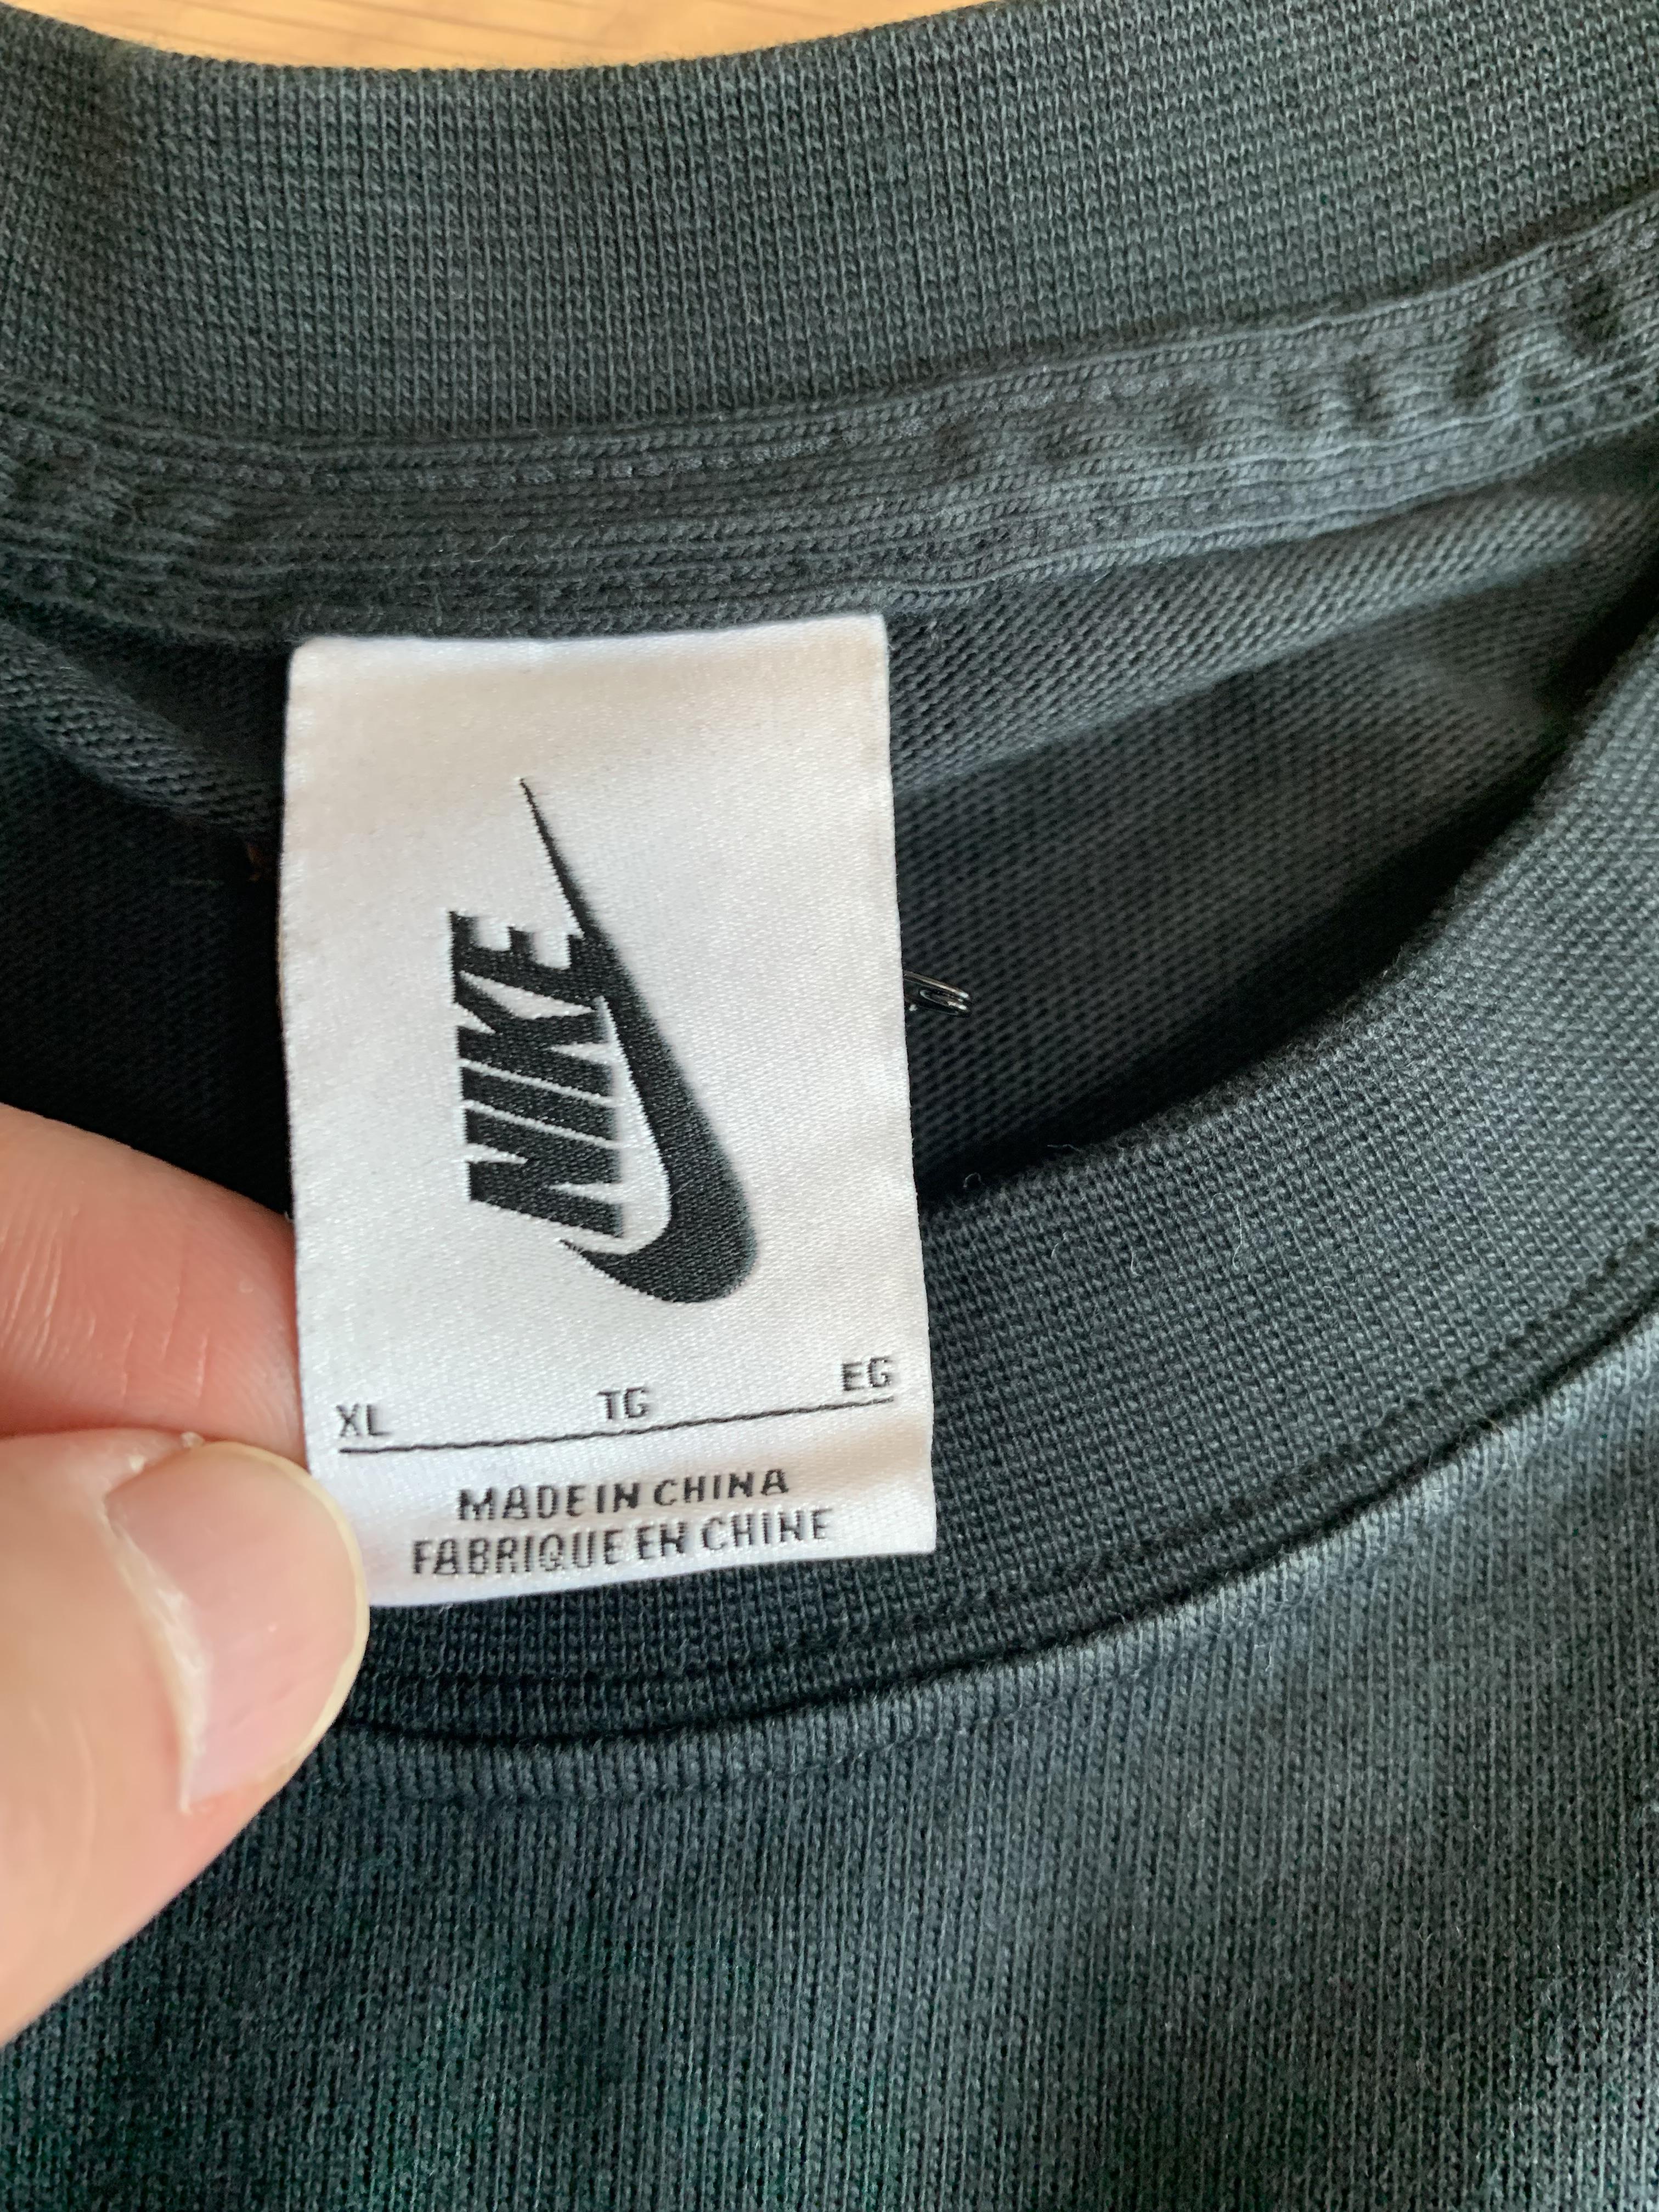 NIKE
XL TG EG
MADE IN CHINA
FABRIQUE EN CHINE